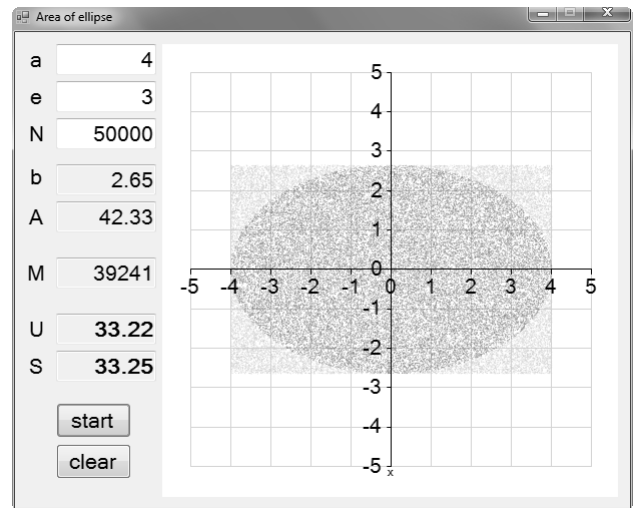 Area of ellipse
a 4
e 3
N 50000
b 2.65
A 42.33
M 39241
U 33.22
S 33.25
start
clear
5
4
3
2
1
0
-5 -4 -3 -2 -1 0 1 2 3 4 5
-1
-2
-3
-4
-5
x